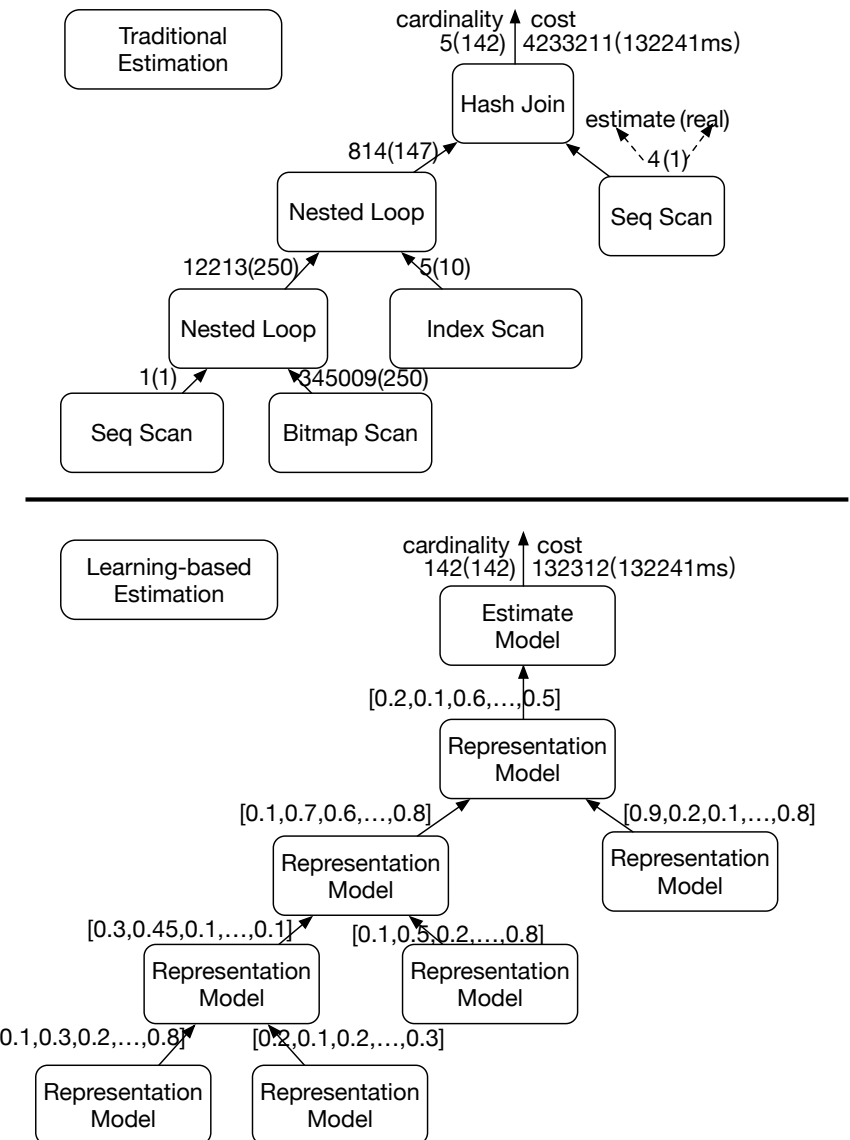 Traditional
Estimation
cardinality cost
5(142) 4233211(132241ms)
Hash Join
estimate (real)
4(1)
814(147)
Nested Loop
Seq Scan
12213(250)
5(10)
Nested Loop
Index Scan
1(1)
345009(250)
Seq Scan
Bitmap Scan
Learning-based
Estimation
cardinality cost
142(142) 132312(132241ms)
Estimate
Model
[0.2,0.1,0.6,...,0.5]
Representation
Model
[0.1,0.7,0.6,...,0.8]
[0.9,0.2,0.1,...,0.8]
Representation
Model
Representation
Model
[0.3,0.45,0.1,...,0.1]
[0.1,0.5,0.2,...,0.8]
Representation
Model
Representation
Model
0.1,0.3,0.2,...,0.8]
[0.2,0.1,0.2,...,0.3]
Representation
Model
Representation
Model